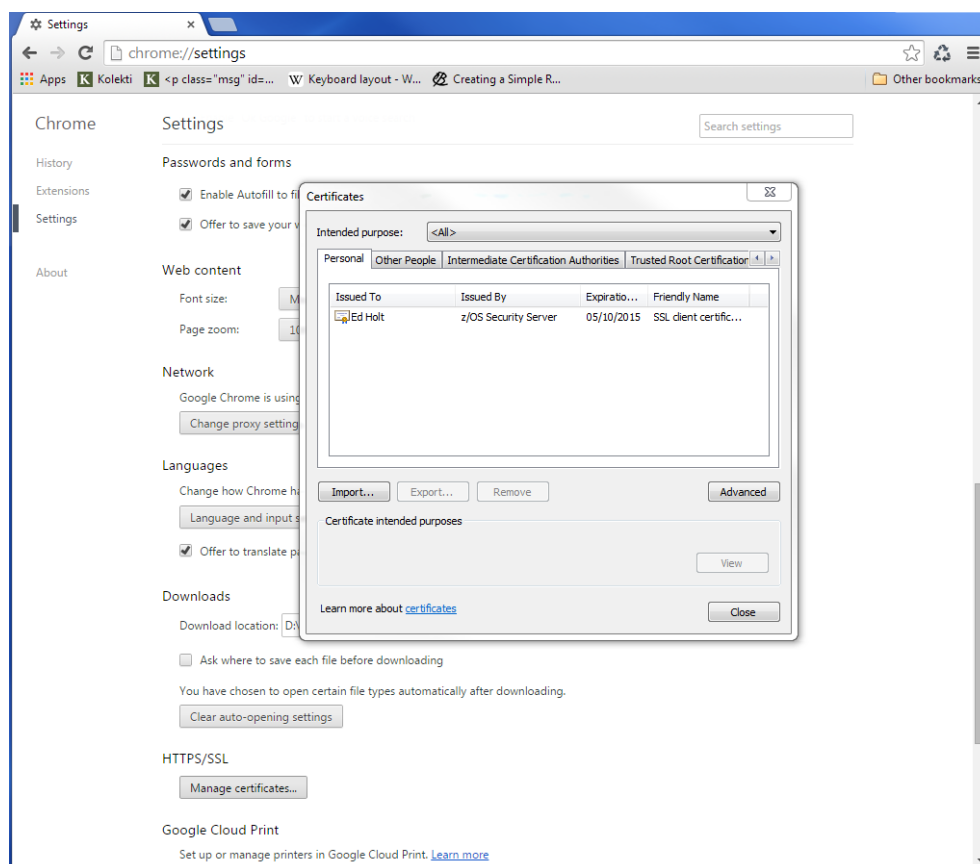 Settings
chrome://settings
Apps Kolekti <p class="msg" id=... Keyboard layout - W... Creating a Simple R... Other bookmarks
Chrome
History
Extensions
Settings
About
Settings
Search settings
Passwords and forms
Enable Autofill to fi
Offer to save your w
Web content
Font size: M
Page zoom: 10
Network
Google Chrome is using
Change proxy setting
Languages
Change how Chrome ha
Language and input s
Offer to translate pa
Downloads
Download location: D:\
Ask where to save each file before downloading
You have chosen to open certain file types automatically after downloading.
Clear auto-opening settings
HTTPS/SSL
Manage certificates...
Google Cloud Print
Set up or manage printers in Google Cloud Print. Learn more
Certificates
Intended purpose: <All>
Personal Other People Intermediate Certification Authorities Trusted Root Certification
Issued To Issued By Expiratio... Friendly Name
Ed Holt z/OS Security Server 05/10/2015 SSL client certific...
Import... Export... Remove Advanced
Certificate intended purposes
View
Learn more about certificates
Close